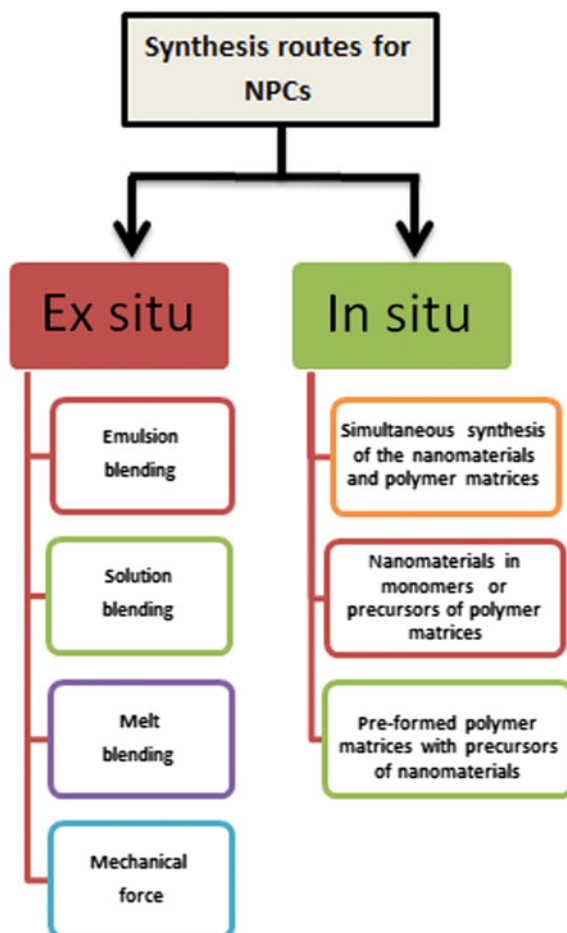 Synthesis routes for
NPCs
Ex situ
Emulsion
blending
Solution
blending
Melt
blending
Mechanical
force
In situ
Simultaneous synthesis
of the nanomaterials
and polymer matrices
Nanomaterials in
monomers or
precursors of polymer
matrices
Pre-formed polymer
matrices with precursors
of nanomaterials